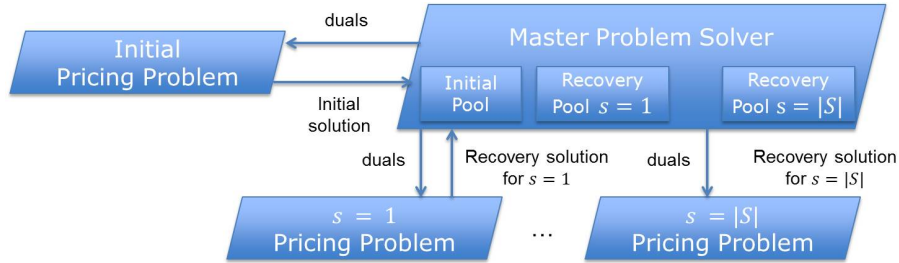 duals
Initial
Pricing Problem
Master Problem Solver
Initial
Pool
Recovery
Pool s = 1
Recovery
Pool s = |S|
Initial
solution
duals
Recovery solution
for s = 1
duals
Recovery solution
for s = |S|
s = 1
Pricing Problem
...
s = |S|
Pricing Problem